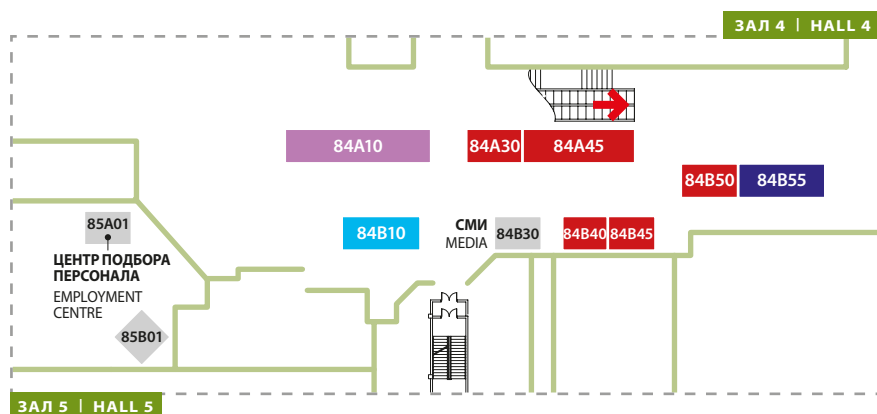 ЗАЛ 4 | HALL 4
84A10
84A30
84A45
84B50
84B55
85A01
84B10
СМИ
MEDIA
84B30
84B40
84B45
ЦЕНТР ПОДБОРА
ПЕРСОНАЛА
EMPLOYMENT
CENTRE
85B01
ЗАЛ 5 | HALL 5